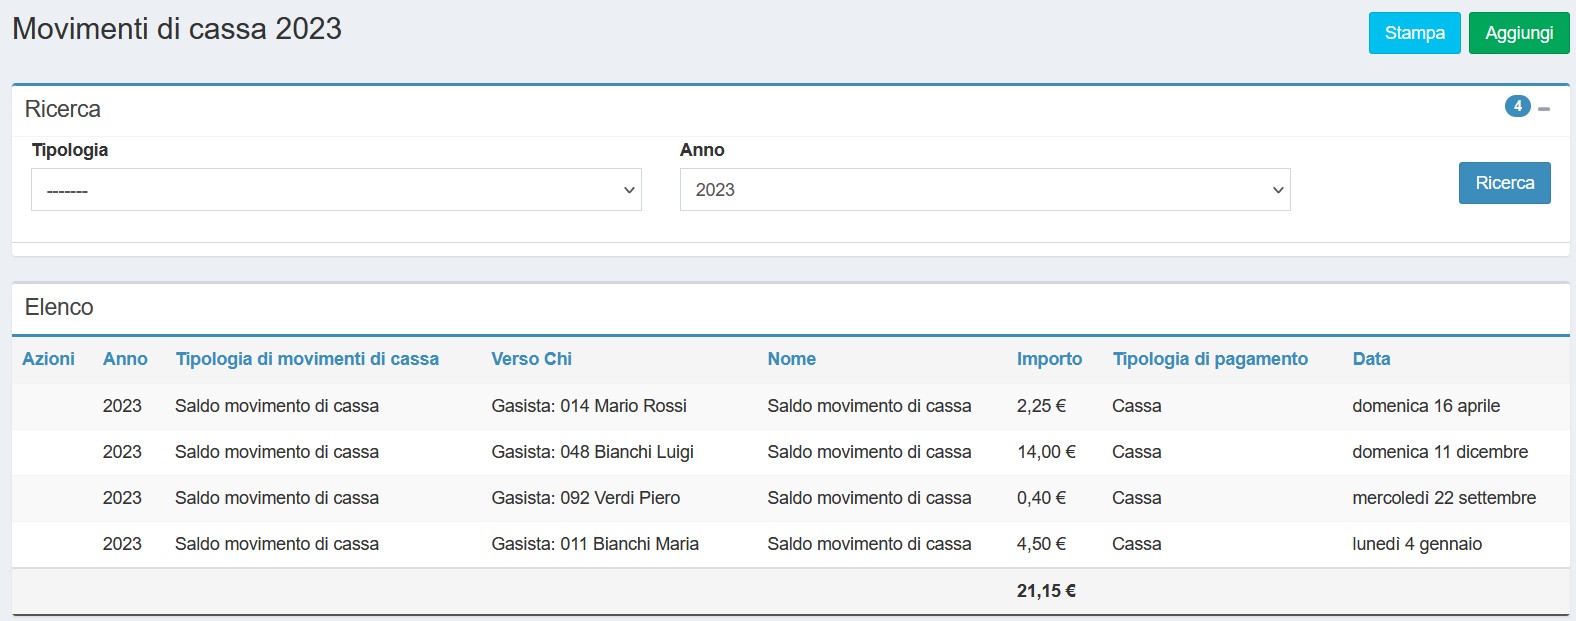 Movimenti di cassa 2023
Stampa Aggiungi
Ricerca 4
Tipologia Anno
------- 2023 Ricerca
Elenco
Azioni Anno Tipologia di movimenti di cassa Verso Chi Nome Importo Tipologia di pagamento Data
2023 Saldo movimento di cassa Gasista: 014 Mario Rossi Saldo movimento di cassa 2,25 € Cassa domenica 16 aprile
2023 Saldo movimento di cassa Gasista: 048 Bianchi Luigi Saldo movimento di cassa 14,00 € Cassa domenica 11 dicembre
2023 Saldo movimento di cassa Gasista: 092 Verdi Piero Saldo movimento di cassa 0,40 € Cassa mercoledì 22 settembre
2023 Saldo movimento di cassa Gasista: 011 Bianchi Maria Saldo movimento di cassa 4,50 € Cassa lunedì 4 gennaio
21,15 €